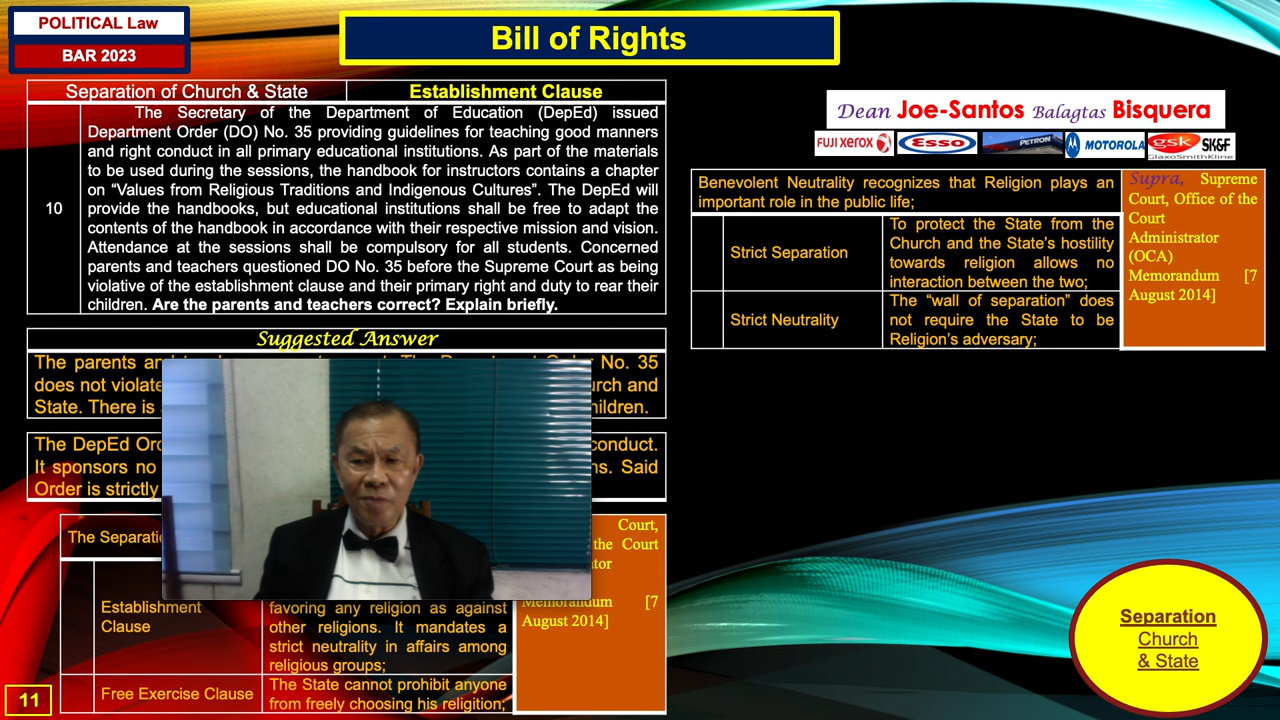 POLITICAL Law
BAR 2023
Bill of Rights
Separation of Church & State
Establishment Clause
10
The Secretary of the Department of Education (DepEd) issued
Department Order (DO) No. 35 providing guidelines for teaching good manners
and right conduct in all primary educational institutions. As part of the materials
to be used during the sessions, the handbook for instructors contains a chapter
on “Values from Religious Traditions and Indigenous Cultures”. The DepEd will
provide the handbooks, but educational institutions shall be free to adapt the
contents of the handbook in accordance with their respective mission and vision.
Attendance at the sessions shall be compulsory for all students. Concerned
parents and teachers questioned DO No. 35 before the Supreme Court as being
violative of the establishment clause and their primary right and duty to rear their
children. Are the parents and teachers correct? Explain briefly.
Suggested Answer
The parents No. 35
does not violate
State. There is
The DepEd conduct.
It sponsors no Said
Order is strictly
The
Court,
the Court
Memorandum [7
August 2014]
Establishment
Clause
favoring any religion as against
other religions. It mandates a
strict neutrality in affairs among
religious groups;
Free Exercise Clause
The State cannot prohibit anyone
from freely choosing his religition;
11
Dean Joe-Santos Balagtas Bisquera
FUJI XEROX
ESSO
PETRON
MOTOROLA
gsk
SK&F
GlaxoSmithKline
Benevolent Neutrality recognizes that Religion plays an
important role in the public life;
Strict Separation
To protect the State from the
Church and the State’s hostility
towards religion allows no
interaction between the two;
Strict Neutrality
The “wall of separation” does
not require the State to be
Religion’s adversary;
Supra, Supreme
Court, Office of the
Court
Administrator
(OCA)
Memorandum [7
August 2014]
Separation
Church
& State